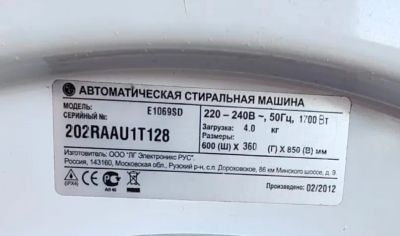 LG АВТОМАТИЧЕСКАЯ СТИРАЛЬНАЯ МАШИНА
МОДЕЛЬ: E1069SD
СЕРИЙНЫЙ №:
202RAAU1T128
220 – 240В ~, 50Гц, 1700 Вт
Загрузка: 4.0 кг
Размеры:
600 (Ш) X 360 (Г) X 850 (В) мм
Изготовитель: ООО "ЛГ Электроникс РУС".
Россия, 143160, Московская обл., Рузский р-н, с.п. Дороховское, 86 км Минского шоссе, д. 9.
(IPX4)
Произведено: 02/2012